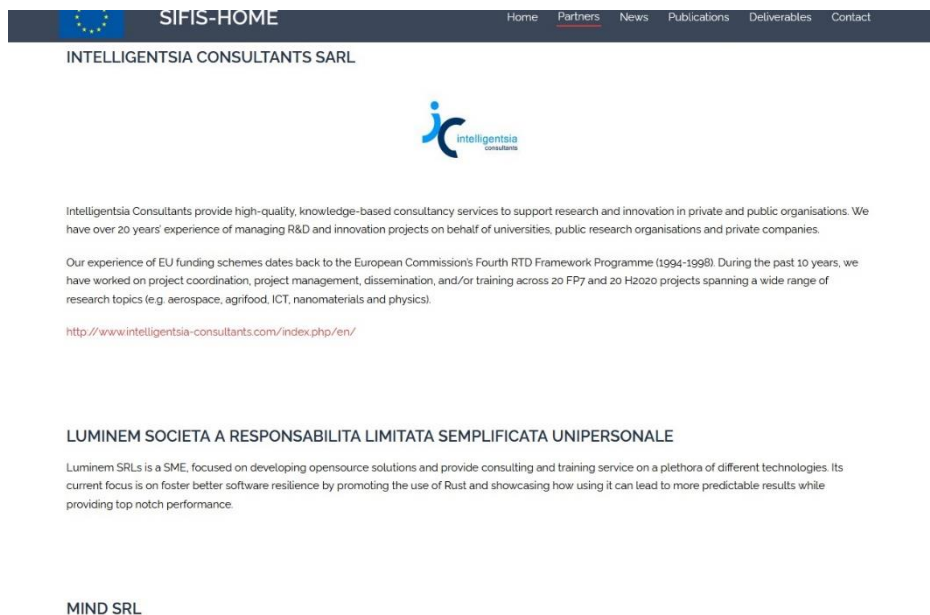 SIFIS-HOME
Home Partners News Publications Deliverables Contact
INTELLIGENTSIA CONSULTANTS SARL
intelligentsia
consultants
Intelligentsia Consultants provide high-quality, knowledge-based consultancy services to support research and innovation in private and public organisations. We
have over 20 years' experience of managing R&D and innovation projects on behalf of universities, public research organisations and private companies.
Our experience of EU funding schemes dates back to the European Commission's Fourth RTD Framework Programme (1994-1998). During the past 10 years, we
have worked on project coordination, project management, dissemination, and/or training across 20 FP7 and 20 H2020 projects spanning a wide range of
research topics (e.g. aerospace, agrifood, ICT, nanomaterials and physics).
http://www.intelligentsia-consultants.com/index.php/en/
LUMINEM SOCIETA A RESPONSABILITA LIMITATA SEMPLIFICATA UNIPERSONALE
Luminem SRLs is a SME, focused on developing opensource solutions and provide consulting and training service on a plethora of different technologies. Its
current focus is on foster better software resilience by promoting the use of Rust and showcasing how using it can lead to more predictable results while
providing top notch performance.
MIND SRL